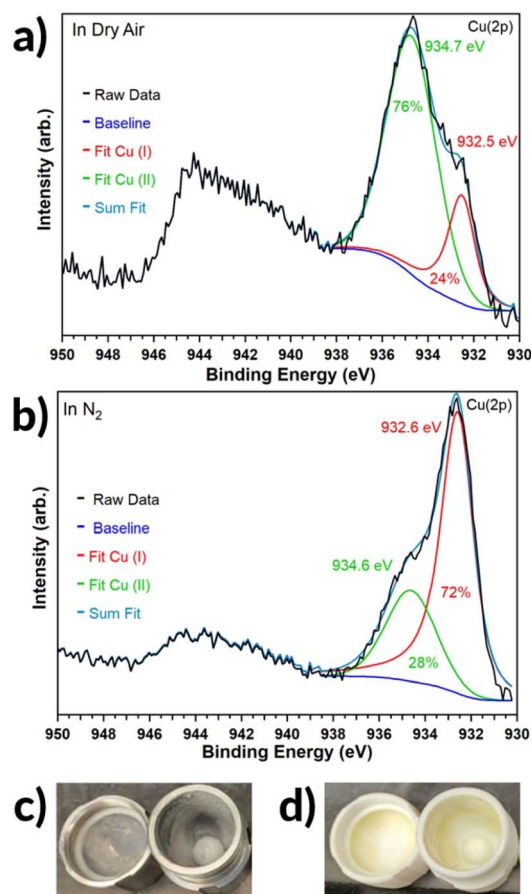 a)
In Dry Air
Cu(2p)
934.7 eV
Raw Data
76%
Baseline
932.5 eV
Fit Cu (I)
Fit Cu (II)
Sum Fit
24%
Intensity (arb.)
950 948 946 944 942 940 938 936 934 932 930
Binding Energy (eV)
b)
In N₂
Cu(2p)
932.6 eV
Raw Data
Baseline
934.6 eV
Fit Cu (I)
72%
Fit Cu (II)
Sum Fit
28%
Intensity (arb.)
950 948 946 944 942 940 938 936 934 932 930
Binding Energy (eV)
c)
d)